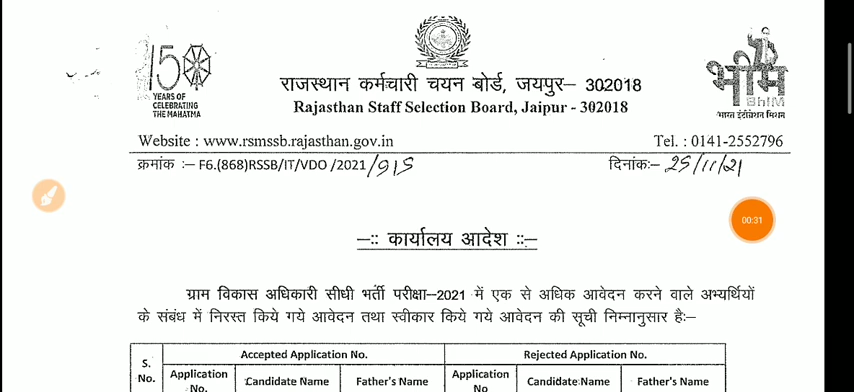 150
YEARS OF
CELEBRATING
THE MAHATMA
राजस्थान कर्मचारी चयन बोर्ड, जयपुर– 302018
Rajasthan Staff Selection Board, Jaipur - 302018
भीम
BHIM
Website : www.rsmssb.rajasthan.gov.in Tel. : 0141-2552796
क्रमांक :– F6.(868)RSSB/IT/VDO /2021/915 दिनांकः– 25/11/21
00:31
–:: कार्यालय आदेश ::–
ग्राम विकास अधिकारी सीधी भर्ती परीक्षा–2021 में एक से अधिक आवेदन करने वाले अभ्यर्थियों
के संबंध में निरस्त किये गये आवेदन तथा स्वीकार किये गये आवेदन की सूची निम्नानुसार हैः–
S.
No.
Accepted Application No. Rejected Application No.
Application
No.
Candidate Name Father's Name
Application
No
Candidate Name Father's Name